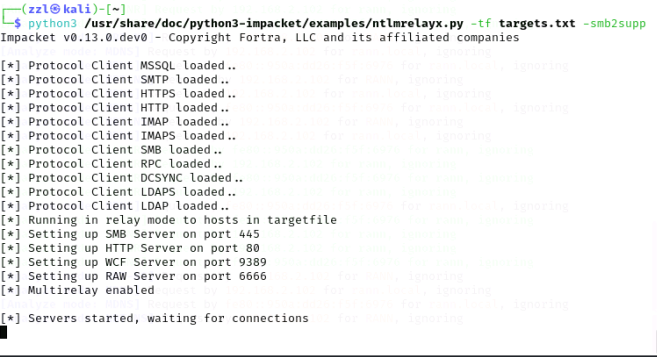 ┌──(zzl㉿kali)-[~]
└─$ python3 /usr/share/doc/python3-impacket/examples/ntlmrelayx.py -tf targets.txt -smb2supp
Impacket v0.13.0.dev0 - Copyright Fortra, LLC and its affiliated companies
[*] Protocol Client MSSQL loaded..
[*] Protocol Client SMTP loaded..
[*] Protocol Client HTTPS loaded..
[*] Protocol Client HTTP loaded..
[*] Protocol Client IMAP loaded..
[*] Protocol Client IMAPS loaded..
[*] Protocol Client SMB loaded..
[*] Protocol Client RPC loaded..
[*] Protocol Client DCSYNC loaded..
[*] Protocol Client LDAPS loaded..
[*] Protocol Client LDAP loaded..
[*] Running in relay mode to hosts in targetfile
[*] Setting up SMB Server on port 445
[*] Setting up HTTP Server on port 80
[*] Setting up WCF Server on port 9389
[*] Setting up RAW Server on port 6666
[*] Multirelay enabled
[*] Servers started, waiting for connections